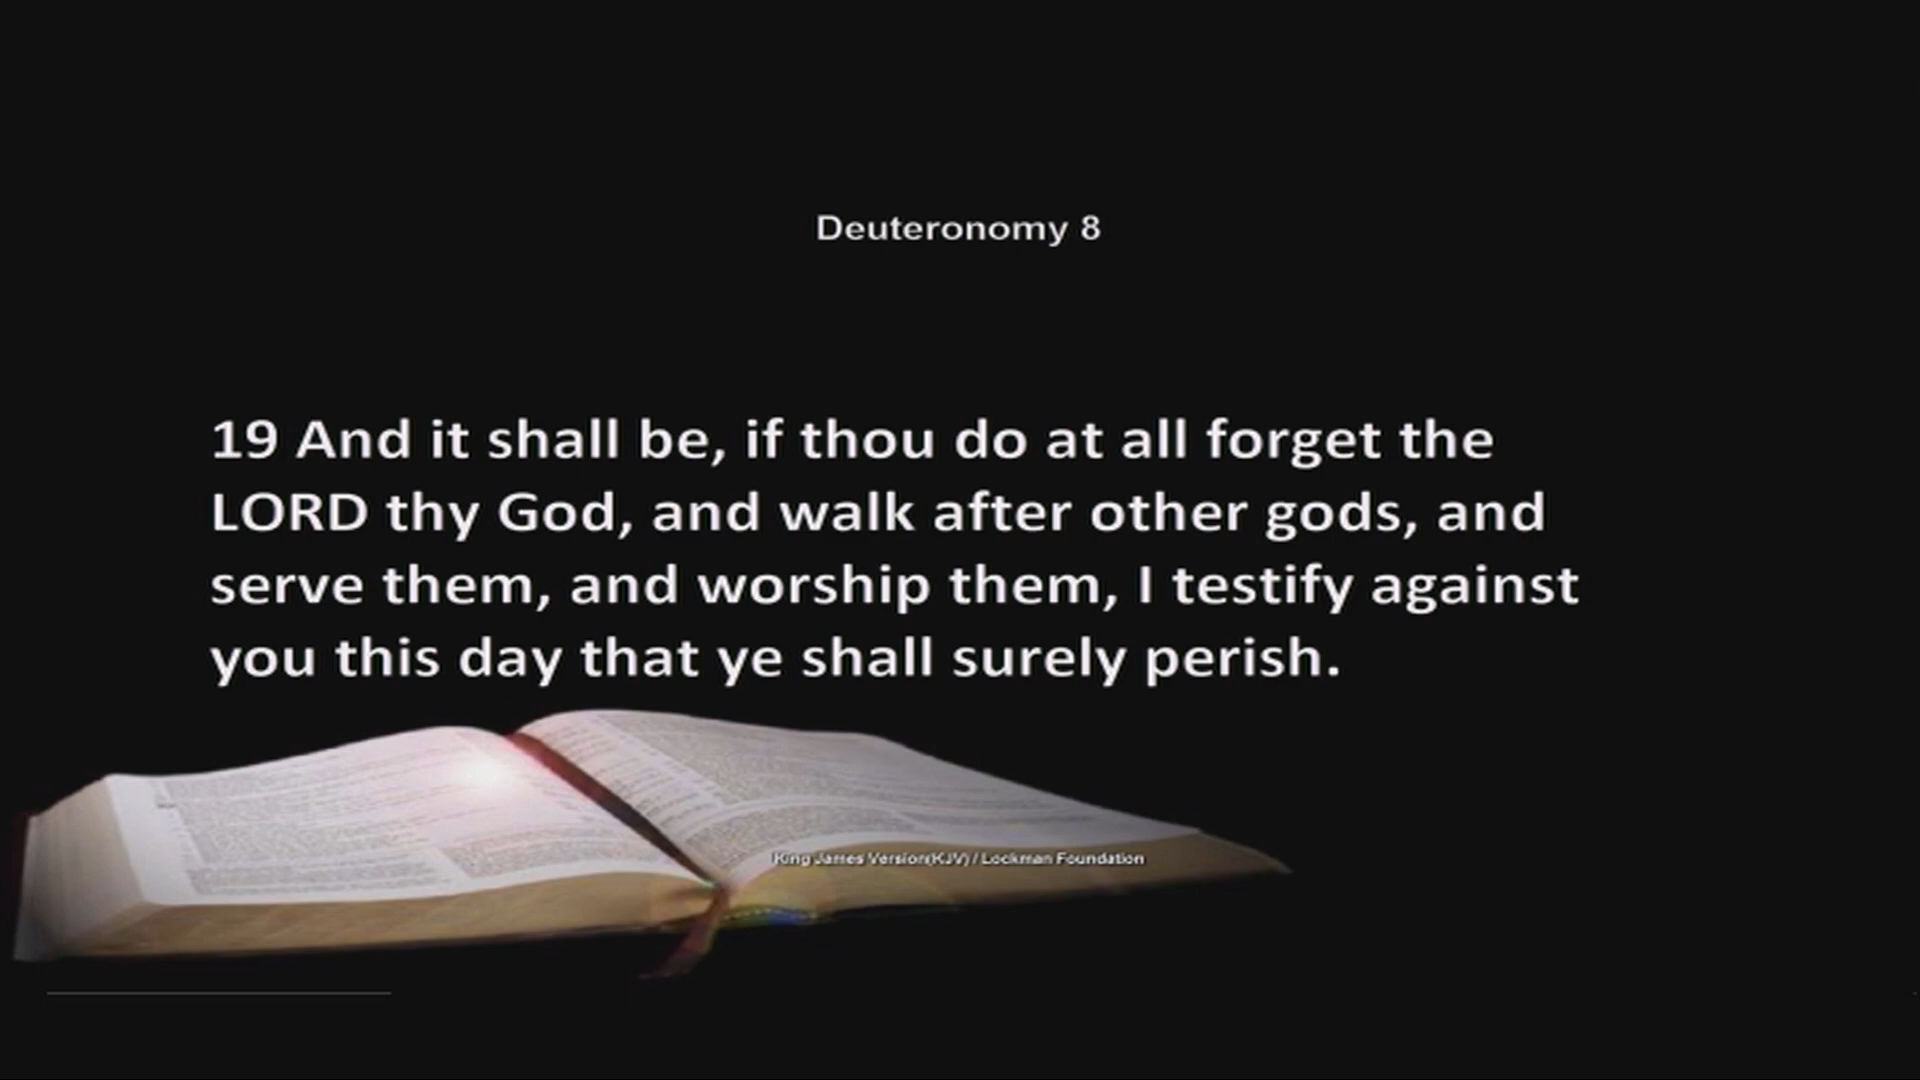 Deuteronomy 8
19 And it shall be, if thou do at all forget the
LORD thy God, and walk after other gods, and
serve them, and worship them, I testify against
you this day that ye shall surely perish.
King James Version(KJV) / Lockman Foundation